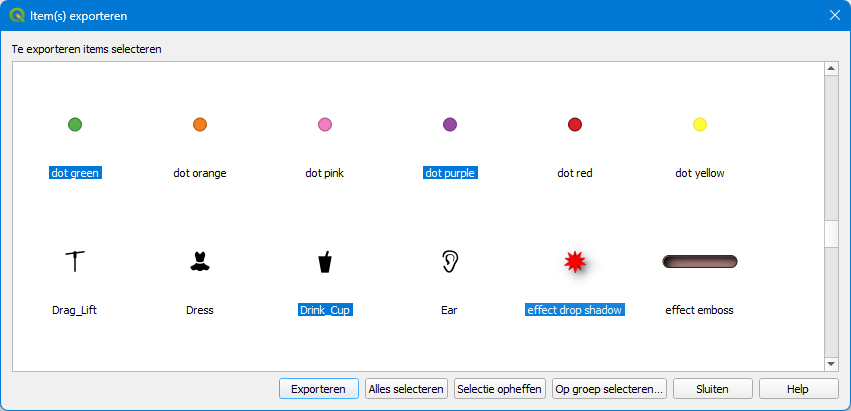 Item(s) exporteren
Te exporteren items selecteren
dot green dot orange dot pink dot purple dot red dot yellow
Drag_Lift Dress Drink_Cup Ear effect drop shadow effect emboss
Exporteren Alles selecteren Selectie opheffen Op groep selecteren... Sluiten Help